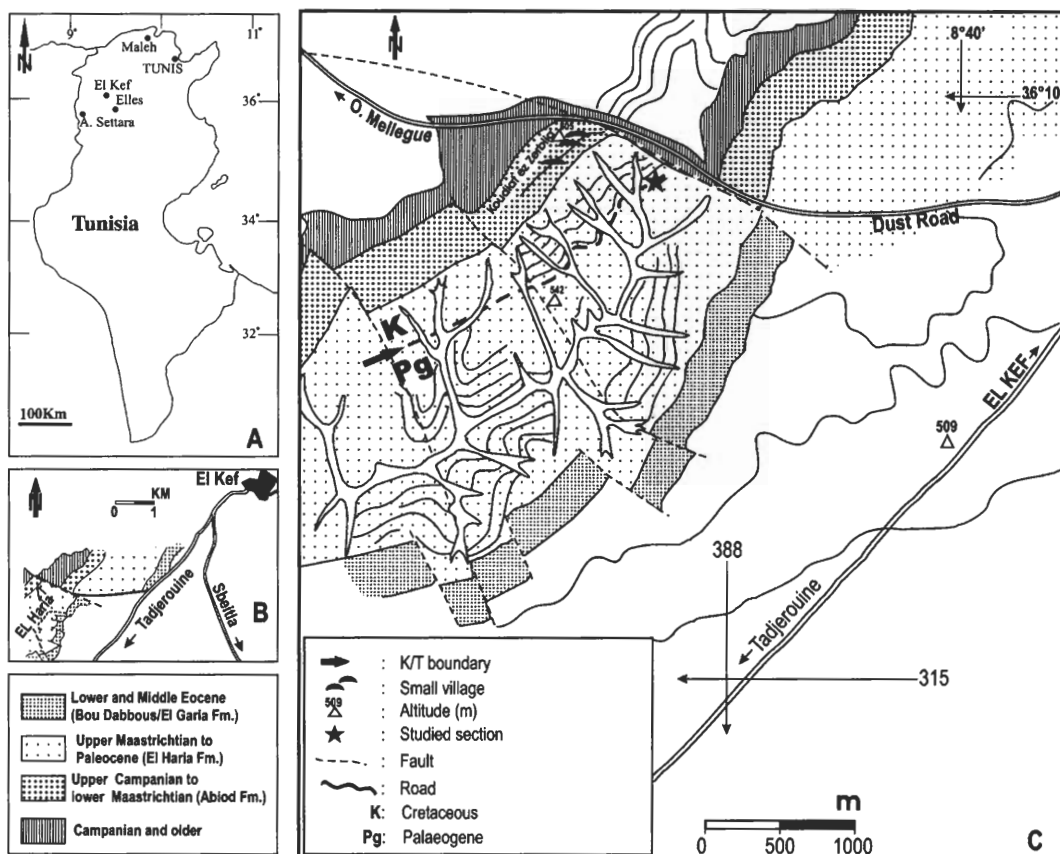 N
9°
11°
Maleh
TUNIS
El Kef
Elles
A. Settara
36°
Tunisia
34°
32°
100Km
A
N
KM
0 1
El Kef
El Haria
Tadjerouine
Sbeitla
B
Lower and Middle Eocene
(Bou Dabbous/El Garia Fm.)
Upper Maastrichtian to
Paleocene (El Haria Fm.)
Upper Campanian to
lower Maastrichtian (Abiod Fm.)
Campanian and older
N
8°40'
36°10
O. Mellegue
Koudiat ez Zerbiia
Dust Road
542
K
Pg
EL KEF
509
388
Tadjerouine
315
: K/T boundary
: Small village
509
: Altitude (m)
: Studied section
: Fault
: Road
K: Cretaceous
Pg: Palaeogene
m
0 500 1000
C